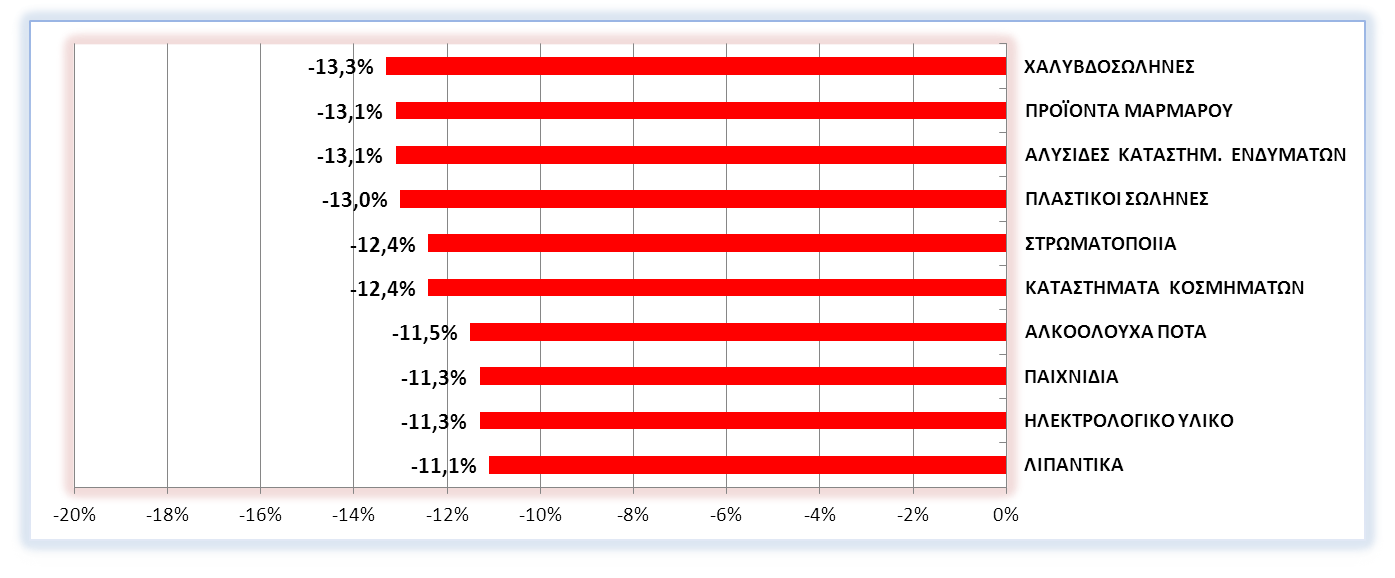 -13,3% ΧΑΛΥΒΔΟΣΩΛΗΝΕΣ
-13,1% ΠΡΟΪΟΝΤΑ ΜΑΡΜΑΡΟΥ
-13,1% ΑΛΥΣΙΔΕΣ ΚΑΤΑΣΤΗΜ. ΕΝΔΥΜΑΤΩΝ
-13,0% ΠΛΑΣΤΙΚΟΙ ΣΩΛΗΝΕΣ
-12,4% ΣΤΡΩΜΑΤΟΠΟΙΙΑ
-12,4% ΚΑΤΑΣΤΗΜΑΤΑ ΚΟΣΜΗΜΑΤΩΝ
-11,5% ΑΛΚΟΟΛΟΥΧΑ ΠΟΤΑ
-11,3% ΠΑΙΧΝΙΔΙΑ
-11,3% ΗΛΕΚΤΡΟΛΟΓΙΚΟ ΥΛΙΚΟ
-11,1% ΛΙΠΑΝΤΙΚΑ
-20% -18% -16% -14% -12% -10% -8% -6% -4% -2% 0%